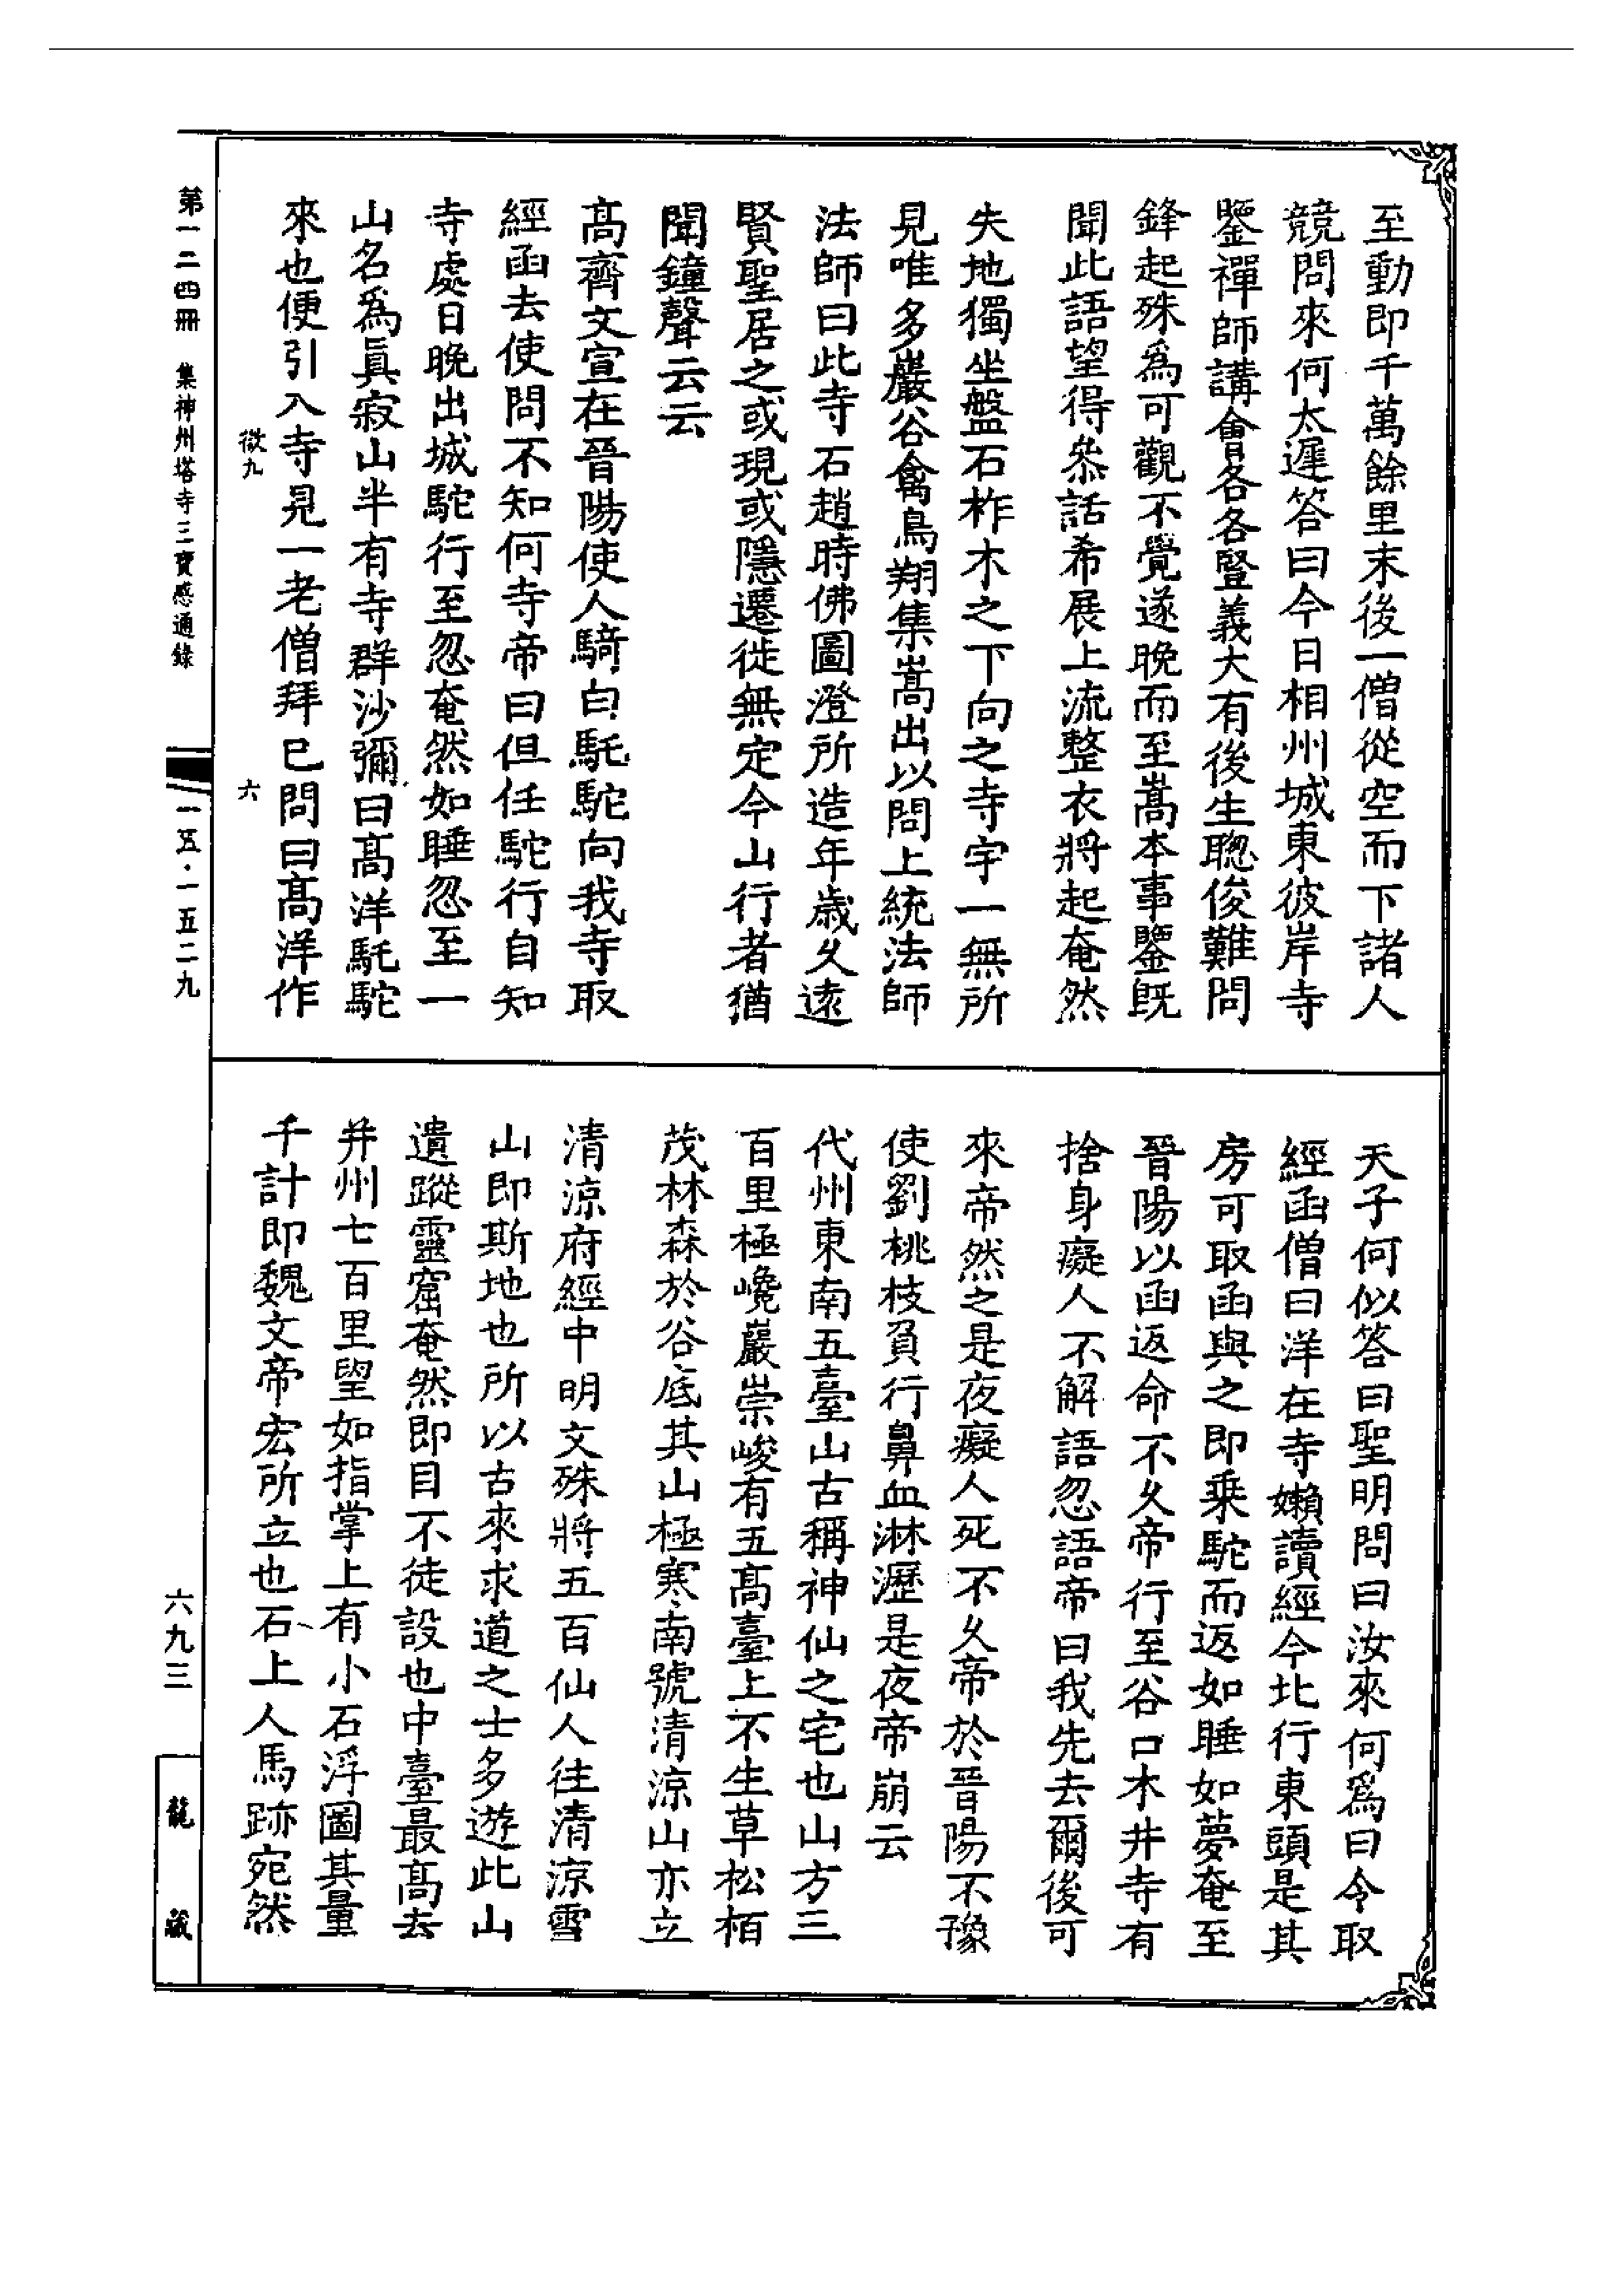 至動即千萬餘里末後一僧從空而下諸人
競問來何太遲答曰今日相州城東彼岸寺
鑒禪師講會各各豎義大有後生聰俊難問
鋒起殊爲可觀不覺遂晚而至嵩本事鑒旣
聞此語望得叅話希展上流整衣將起奄然
失地獨坐盤石柞木之下向之寺宇一無所
見唯多巖谷禽鳥翔集嵩出以問上統法師
法師曰此寺石趙時佛圖澄所造年歲久遠
賢聖居之或現或隱遷徙無定今山行者猶
聞鐘聲云云
高齊文宣在晉陽使人騎白馲駝向我寺取
經函去使問不知何寺帝曰但任駝行自知
寺處日晚出城駝行至忽奄然如睡忽至一
山名爲眞寂山半有寺群沙彌曰高洋馲駝
來也便引入寺見一老僧拜已問曰高洋作
天子何似答曰聖明問曰汝來何爲曰令取
經函僧曰洋在寺嬾讀經今北行東頭是其
房可取函與之即乗駝而返如睡如夢奄至
晉陽以函返命不久帝行至谷口木井寺有
捨身癡人不解語忽語帝曰我先去爾後可
來帝然之是夜癡人死不久帝於晉陽不豫
使劉桃枝負行鼻血淋瀝是夜帝崩云
代州東南五臺山古稱神仙之宅也山方三
百里極巉巖崇峻有五高臺上不生草松栢
茂林森於谷底其山極寒南號清涼山亦立
清涼府經中明文殊將五百仙人往清涼雪
山即斯地也所以古來求道之士多遊此山
遺蹤靈窟奄然即目不徒設也中臺最高去
并州七百里望如指掌上有小石浮圖其量
千計即魏文帝宏所立也石上人馬跡宛然
徴九
六
第一二四冊 集神州塔寺三寶感通錄
一五·一五二九
六九三
龍藏